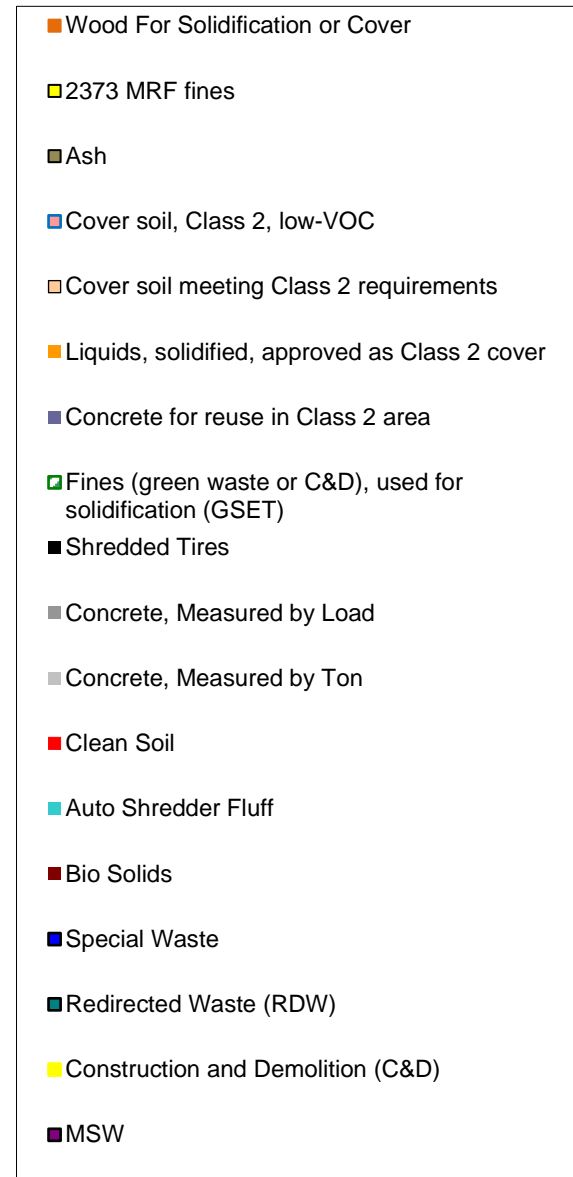 Wood For Solidification or Cover
2373 MRF fines
Ash
Cover soil, Class 2, low-VOC
Cover soil meeting Class 2 requirements
Liquids, solidified, approved as Class 2 cover
Concrete for reuse in Class 2 area
Fines (green waste or C&D), used for
solidification (GSET)
Shredded Tires
Concrete, Measured by Load
Concrete, Measured by Ton
Clean Soil
Auto Shredder Fluff
Bio Solids
Special Waste
Redirected Waste (RDW)
Construction and Demolition (C&D)
MSW